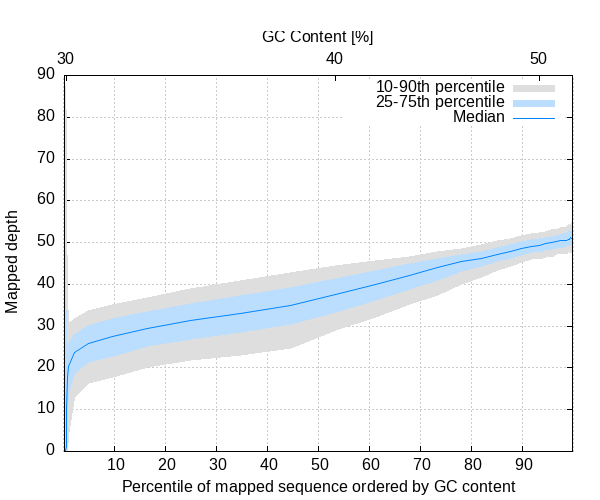 GC Content [%]
30 40 50
90
80
70
60
50
40
30
20
10
0
Mapped depth
10-90th percentile
25-75th percentile
Median
10 20 30 40 50 60 70 80 90
Percentile of mapped sequence ordered by GC content